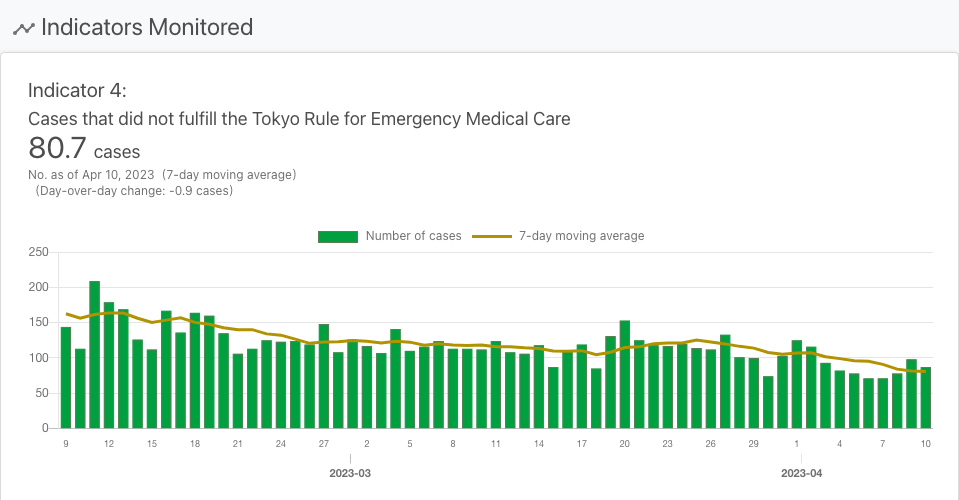 Indicators Monitored
Indicator 4:
Cases that did not fulfill the Tokyo Rule for Emergency Medical Care
80.7 cases
No. as of Apr 10, 2023 (7-day moving average)
(Day-over-day change: -0.9 cases)
Number of cases 7-day moving average
250
200
150
100
50
0
9 12 15 18 21 24 27 2 5 8 11 14 17 20 23 26 29 1 4 7 10
2023-03 2023-04